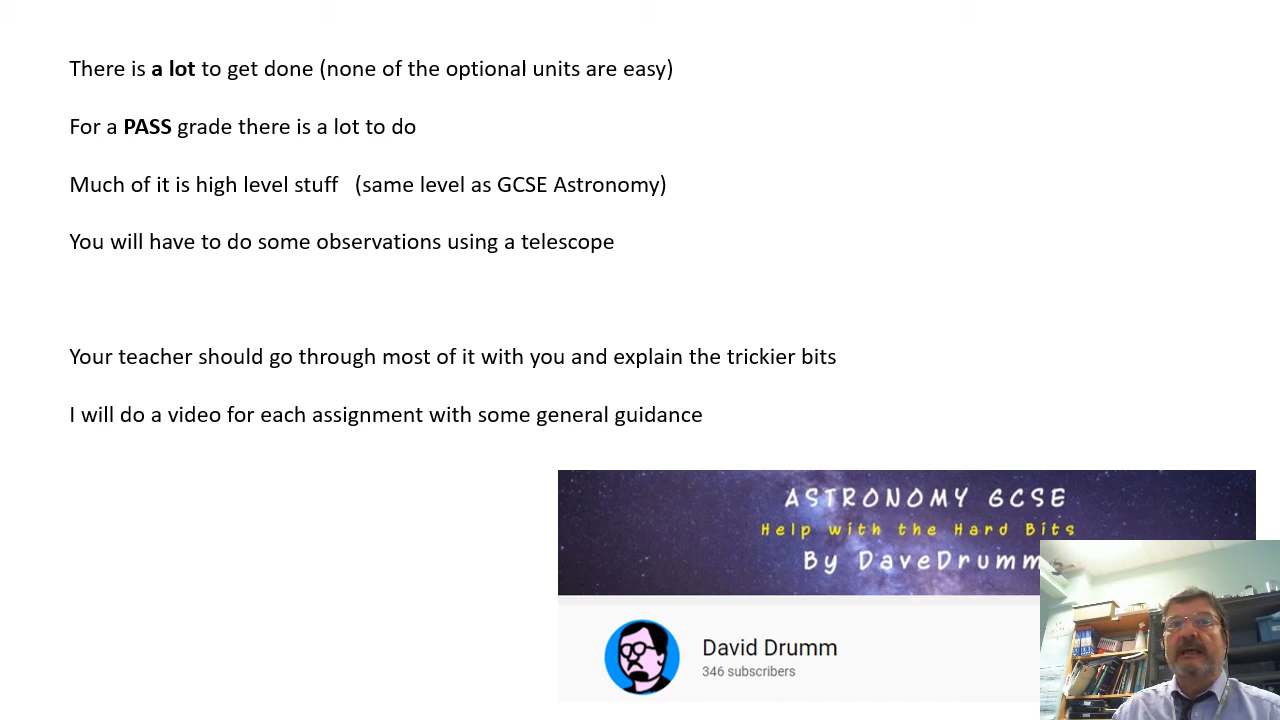 There is a lot to get done (none of the optional units are easy)
For a PASS grade there is a lot to do
Much of it is high level stuff (same level as GCSE Astronomy)
You will have to do some observations using a telescope
Your teacher should go through most of it with you and explain the trickier bits
I will do a video for each assignment with some general guidance
ASTRONOMY GCSE
Help with the Hard Bits
By DaveDrumms
David Drumm
346 subscribers